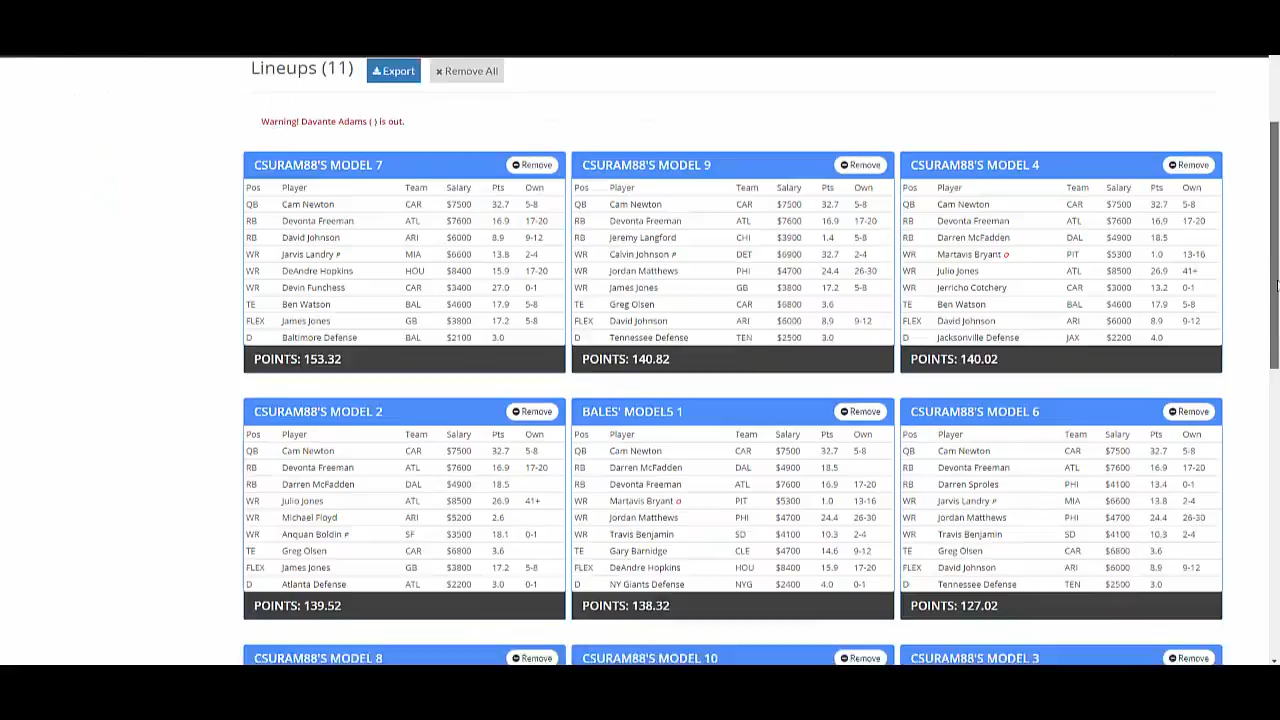 Lineups (11) Export Remove All
Warning! Davante Adams ( ) is out.
CSURAM88'S MODEL 7 Remove
Pos Player Team Salary Pts Own
QB Cam Newton CAR $7500 32.7 5-8
RB Devonta Freeman ATL $7600 16.9 17-20
RB David Johnson ARI $6000 8.9 9-12
WR Jarvis Landry P MIA $6600 13.8 2-4
WR DeAndre Hopkins HOU $8400 15.9 17-20
WR Devin Funchess CAR $3400 27.0 0-1
TE Ben Watson BAL $4600 17.9 5-8
FLEX James Jones GB $3800 17.2 5-8
D Baltimore Defense BAL $2100 3.0
POINTS: 153.32
CSURAM88'S MODEL 9 Remove
Pos Player Team Salary Pts Own
QB Cam Newton CAR $7500 32.7 5-8
RB Devonta Freeman ATL $7600 16.9 17-20
RB Jeremy Langford CHI $3900 1.4 5-8
WR Calvin Johnson P DET $6900 32.7 2-4
WR Jordan Matthews PHI $4700 24.4 26-30
WR James Jones GB $3800 17.2 5-8
TE Greg Olsen CAR $6800 3.6
FLEX David Johnson ARI $6000 8.9 9-12
D Tennessee Defense TEN $2500 3.0
POINTS: 140.82
CSURAM88'S MODEL 4 Remove
Pos Player Team Salary Pts Own
QB Cam Newton CAR $7500 32.7 5-8
RB Devonta Freeman ATL $7600 16.9 17-20
RB Darren McFadden DAL $4900 18.5
WR Martavis Bryant O PIT $5300 1.0 13-16
WR Julio Jones ATL $8500 26.9 41+
WR Jerricho Cotchery CAR $3000 13.2 0-1
TE Ben Watson BAL $4600 17.9 5-8
FLEX David Johnson ARI $6000 8.9 9-12
D Jacksonville Defense JAX $2200 4.0
POINTS: 140.02
CSURAM88'S MODEL 2 Remove
Pos Player Team Salary Pts Own
QB Cam Newton CAR $7500 32.7 5-8
RB Devonta Freeman ATL $7600 16.9 17-20
RB Darren McFadden DAL $4900 18.5
WR Julio Jones ATL $8500 26.9 41+
WR Michael Floyd ARI $5200 2.6
WR Anquan Boldin P SF $3500 18.1 0-1
TE Greg Olsen CAR $6800 3.6
FLEX James Jones GB $3800 17.2 5-8
D Atlanta Defense ATL $2200 3.0 0-1
POINTS: 139.52
BALES' MODEL5 1 Remove
Pos Player Team Salary Pts Own
QB Cam Newton CAR $7500 32.7 5-8
RB Darren McFadden DAL $4900 18.5
RB Devonta Freeman ATL $7600 16.9 17-20
WR Martavis Bryant O PIT $5300 1.0 13-16
WR Jordan Matthews PHI $4700 24.4 26-30
WR Travis Benjamin SD $4100 10.3 2-4
TE Gary Barnidge CLE $4700 14.6 9-12
FLEX DeAndre Hopkins HOU $8400 15.9 17-20
D NY Giants Defense NYG $2400 4.0 0-1
POINTS: 138.32
CSURAM88'S MODEL 6 Remove
Pos Player Team Salary Pts Own
QB Cam Newton CAR $7500 32.7 5-8
RB Devonta Freeman ATL $7600 16.9 17-20
RB Darren Sproles PHI $4100 13.4 0-1
WR Jarvis Landry P MIA $6600 13.8 2-4
WR Jordan Matthews PHI $4700 24.4 26-30
WR Travis Benjamin SD $4100 10.3 2-4
TE Greg Olsen CAR $6800 3.6
FLEX David Johnson ARI $6000 8.9 9-12
D Tennessee Defense TEN $2500 3.0
POINTS: 127.02
CSURAM88'S MODEL 8 Remove
CSURAM88'S MODEL 10 Remove
CSURAM88'S MODEL 3 Remove